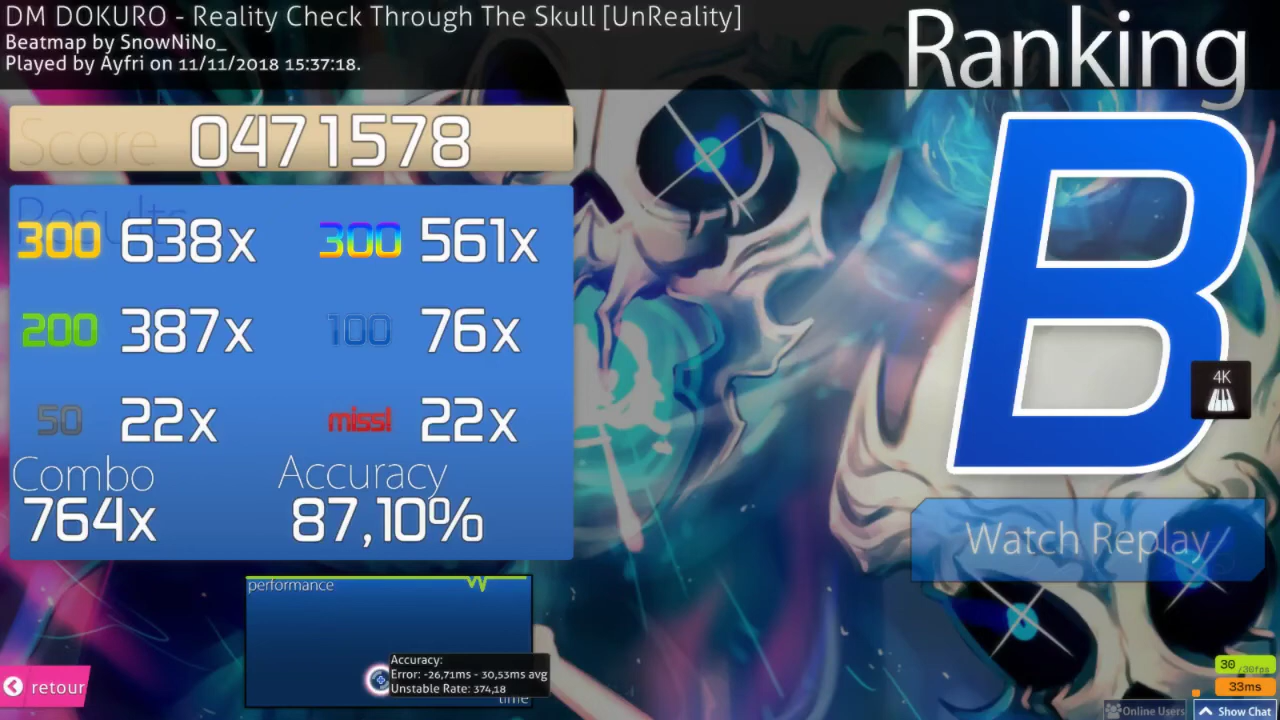 DM DOKURO - Reality Check Through The Skull [UnReality]
Beatmap by SnowNiNo_
Played by Ayfri on 11/11/2018 15:37:18.
Ranking
Score 0471578
Results
300 638x 300 561x
200 387x 100 76x
50 22x miss! 22x
Combo Accuracy
764x 87,10%
B
4K
Watch Replay
performance
Accuracy:
Error: -26,71ms - 30,53ms avg
Unstable Rate: 374,18
time
retour
30 /30fps
33ms
Online Users Show Chat